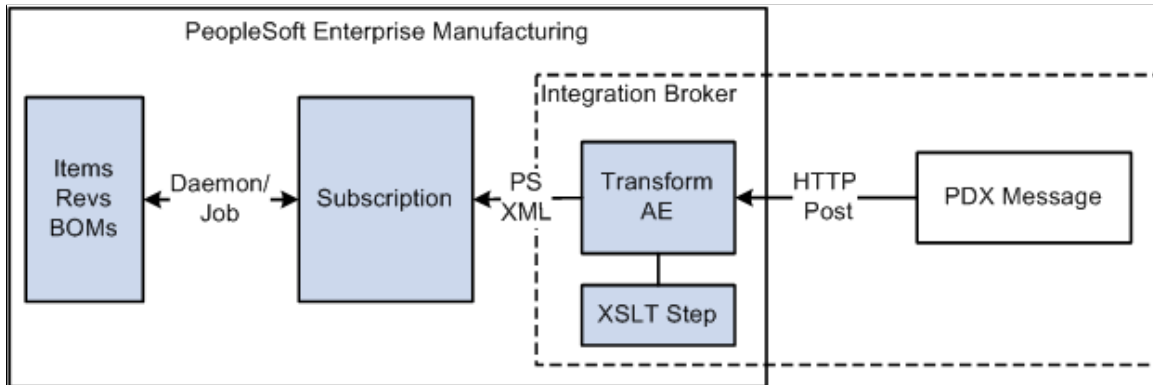 PeopleSoft Enterprise Manufacturing
Integration Broker
Items
Revs
BOMs
Daemon/
Job
Subscription
PS
XML
Transform
AE
HTTP
Post
PDX Message
XSLT Step